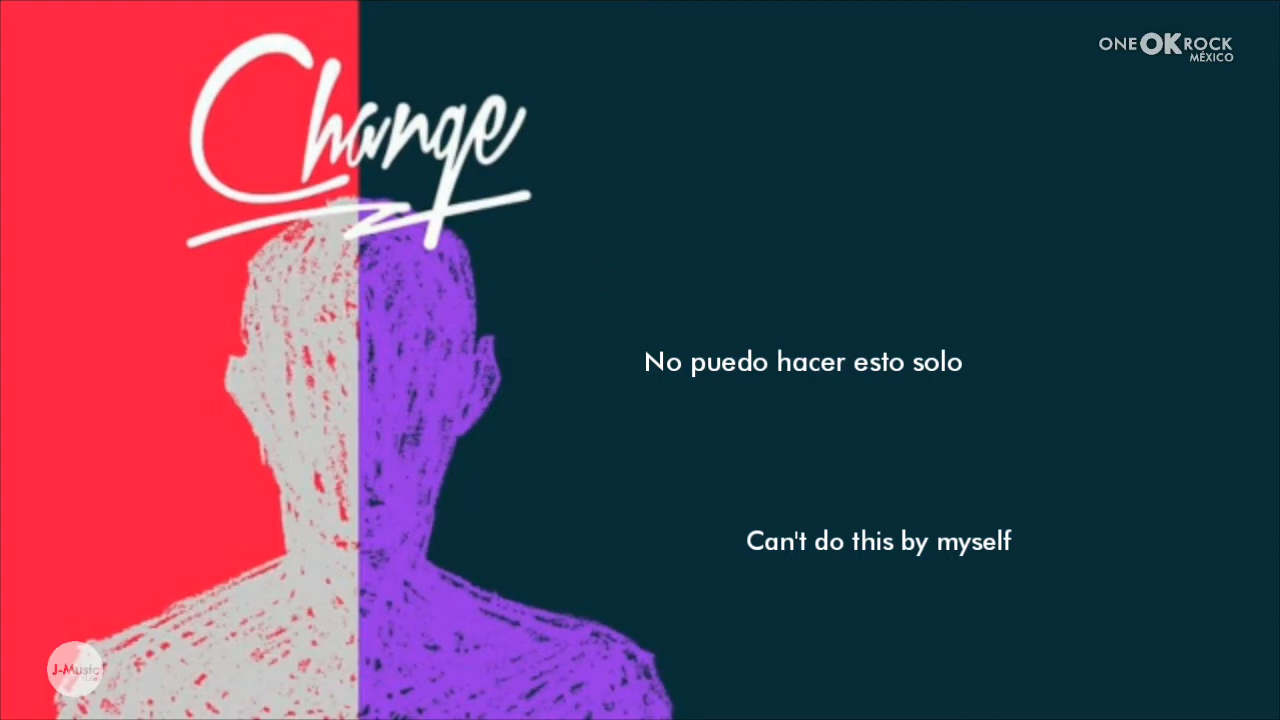 Change
ONE OK ROCK
MÉXICO
No puedo hacer esto solo
Can't do this by myself
J-Music